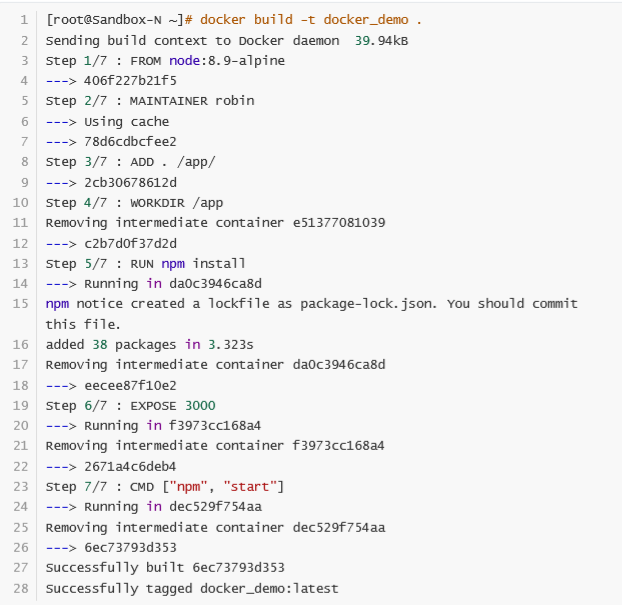 1 [root@Sandbox-N ~]# docker build -t docker_demo .
2 Sending build context to Docker daemon  39.94kB
3 Step 1/7 : FROM node:8.9-alpine
4 ---> 406f227b21f5
5 Step 2/7 : MAINTAINER robin
6 ---> Using cache
7 ---> 78d6cdbcfee2
8 Step 3/7 : ADD . /app/
9 ---> 2cb30678612d
10 Step 4/7 : WORKDIR /app
11 Removing intermediate container e51377081039
12 ---> c2b7d0f37d2d
13 Step 5/7 : RUN npm install
14 ---> Running in da0c3946ca8d
15 npm notice created a lockfile as package-lock.json. You should commit
this file.
16 added 38 packages in 3.323s
17 Removing intermediate container da0c3946ca8d
18 ---> eecee87f10e2
19 Step 6/7 : EXPOSE 3000
20 ---> Running in f3973cc168a4
21 Removing intermediate container f3973cc168a4
22 ---> 2671a4c6deb4
23 Step 7/7 : CMD ["npm", "start"]
24 ---> Running in dec529f754aa
25 Removing intermediate container dec529f754aa
26 ---> 6ec73793d353
27 Successfully built 6ec73793d353
28 Successfully tagged docker_demo:latest